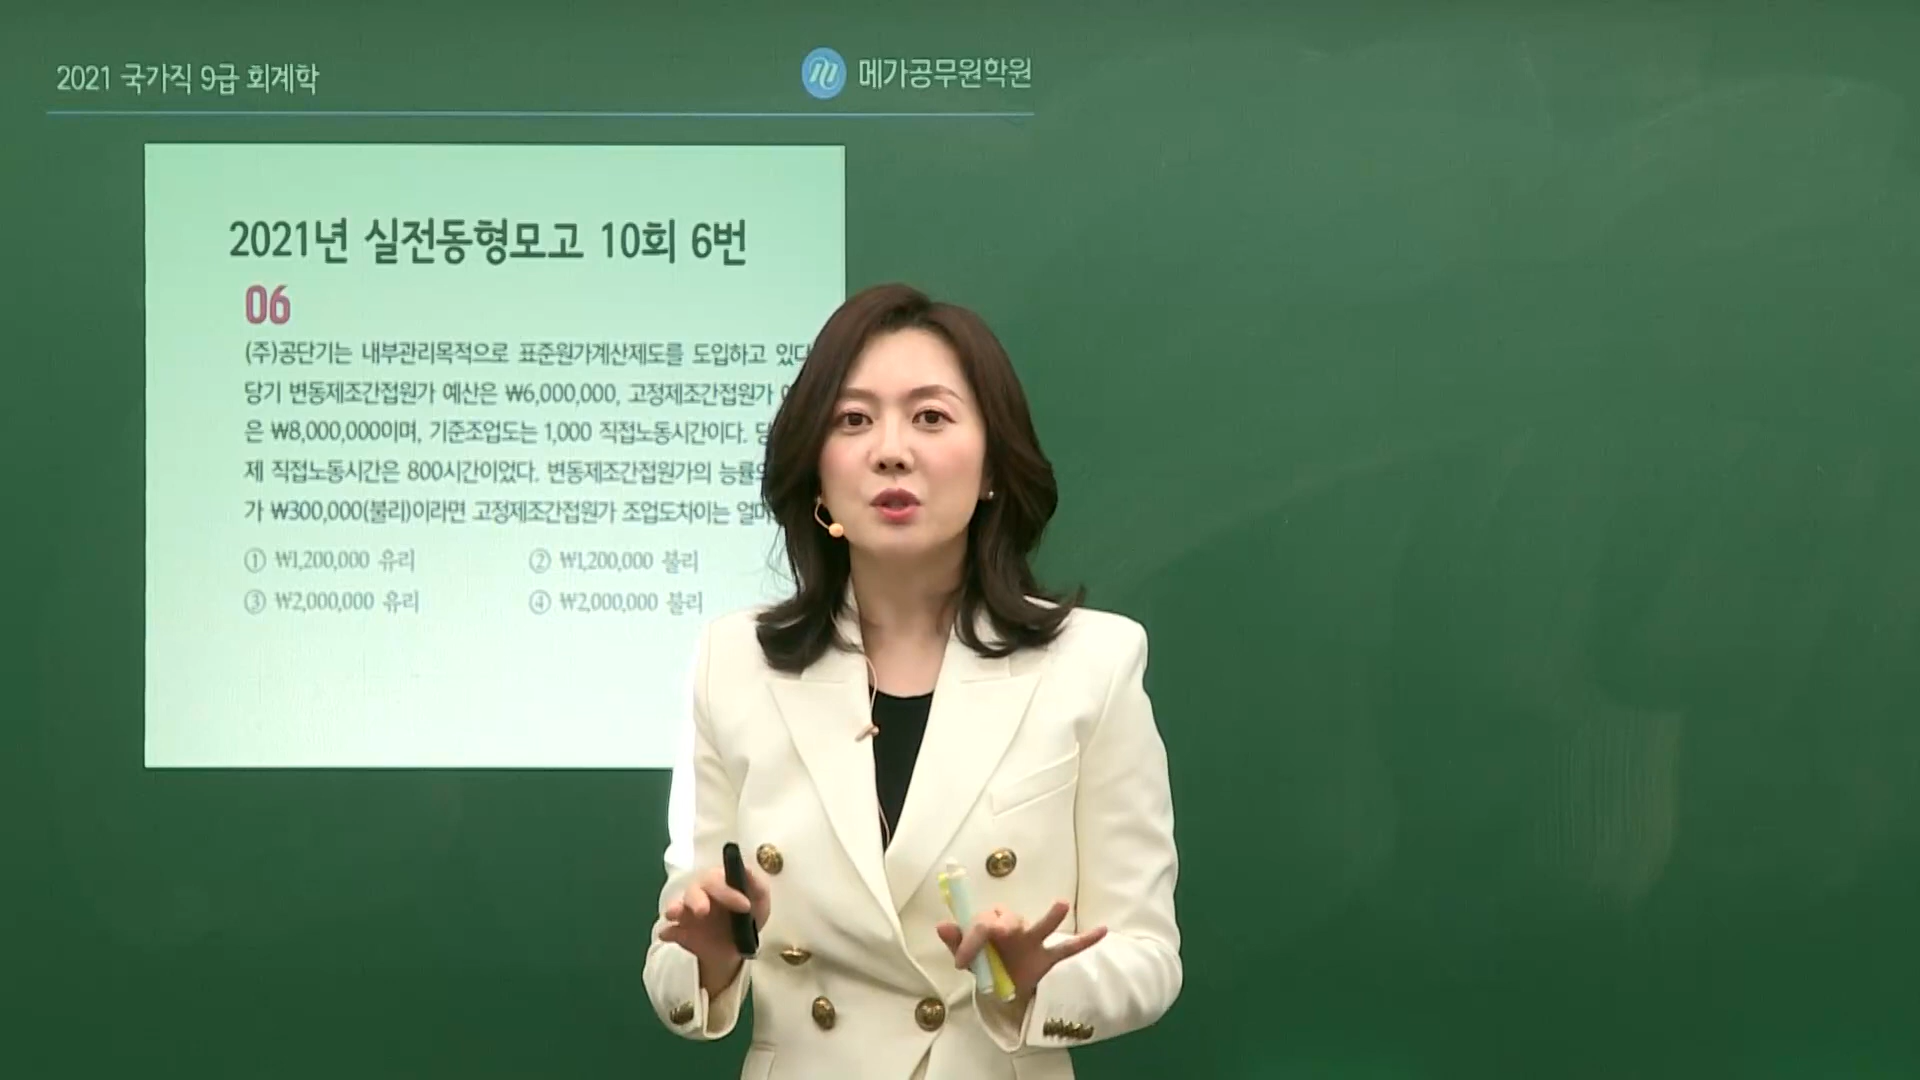 2021 국가직 9급 회계학
메가공무원학원
2021년 실전동형모고 10회 6번
06
(주)공단기는 내부관리목적으로 표준원가계산제도를 도입하고 있다
당기 변동제조간접원가 예산은 ₩6,000,000, 고정제조간접원가
은 ₩8,000,000이며, 기준조업도는 1,000 직접노동시간이다.
제 직접노동시간은 800시간이었다. 변동제조간접원가의
가 ₩300,000(불리)이라면 고정제조간접원가 조업도차이는
① ₩1,200,000 유리
② ₩1,200,000 불리
③ ₩2,000,000 유리
④ ₩2,000,000 불리